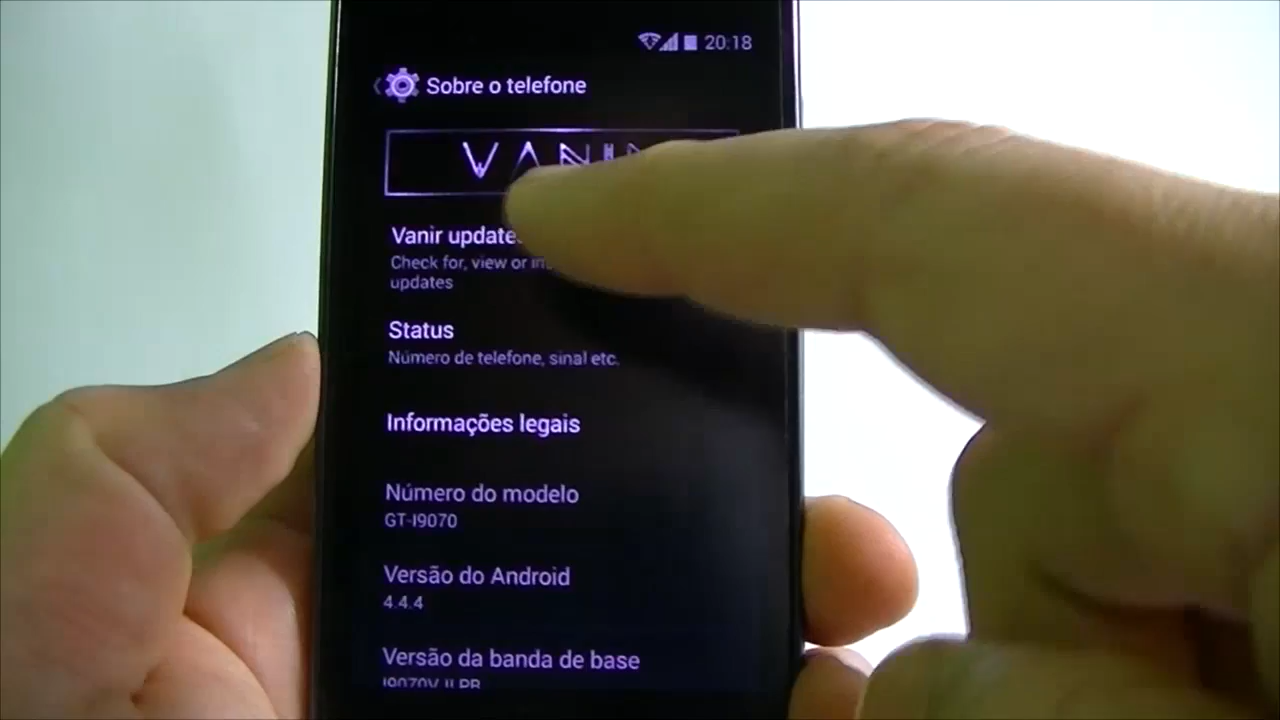 20:18
Sobre o telefone
Vanir update
Check for, view or
updates
Status
Número de telefone, sinal etc.
Informações legais
Número do modelo
GT-I9070
Versão do Android
4.4.4
Versão da banda de base